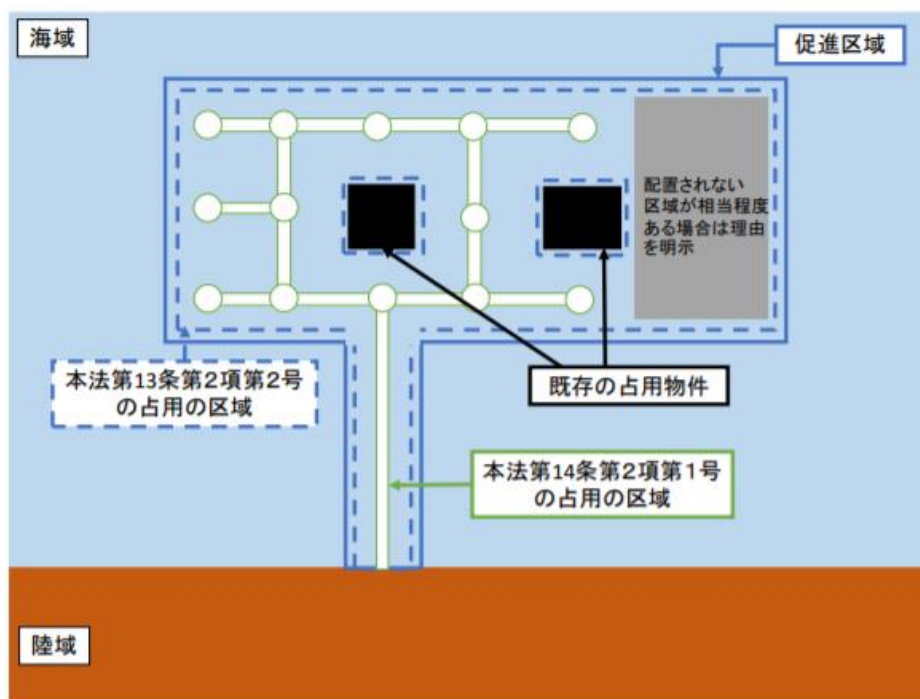 海域
促進区域
配置されない
区域が相当程度
ある場合は理由
を明示
本法第13条第２項第２号
の占用の区域
既存の占用物件
本法第14条第２項第１号
の占用の区域
陸域